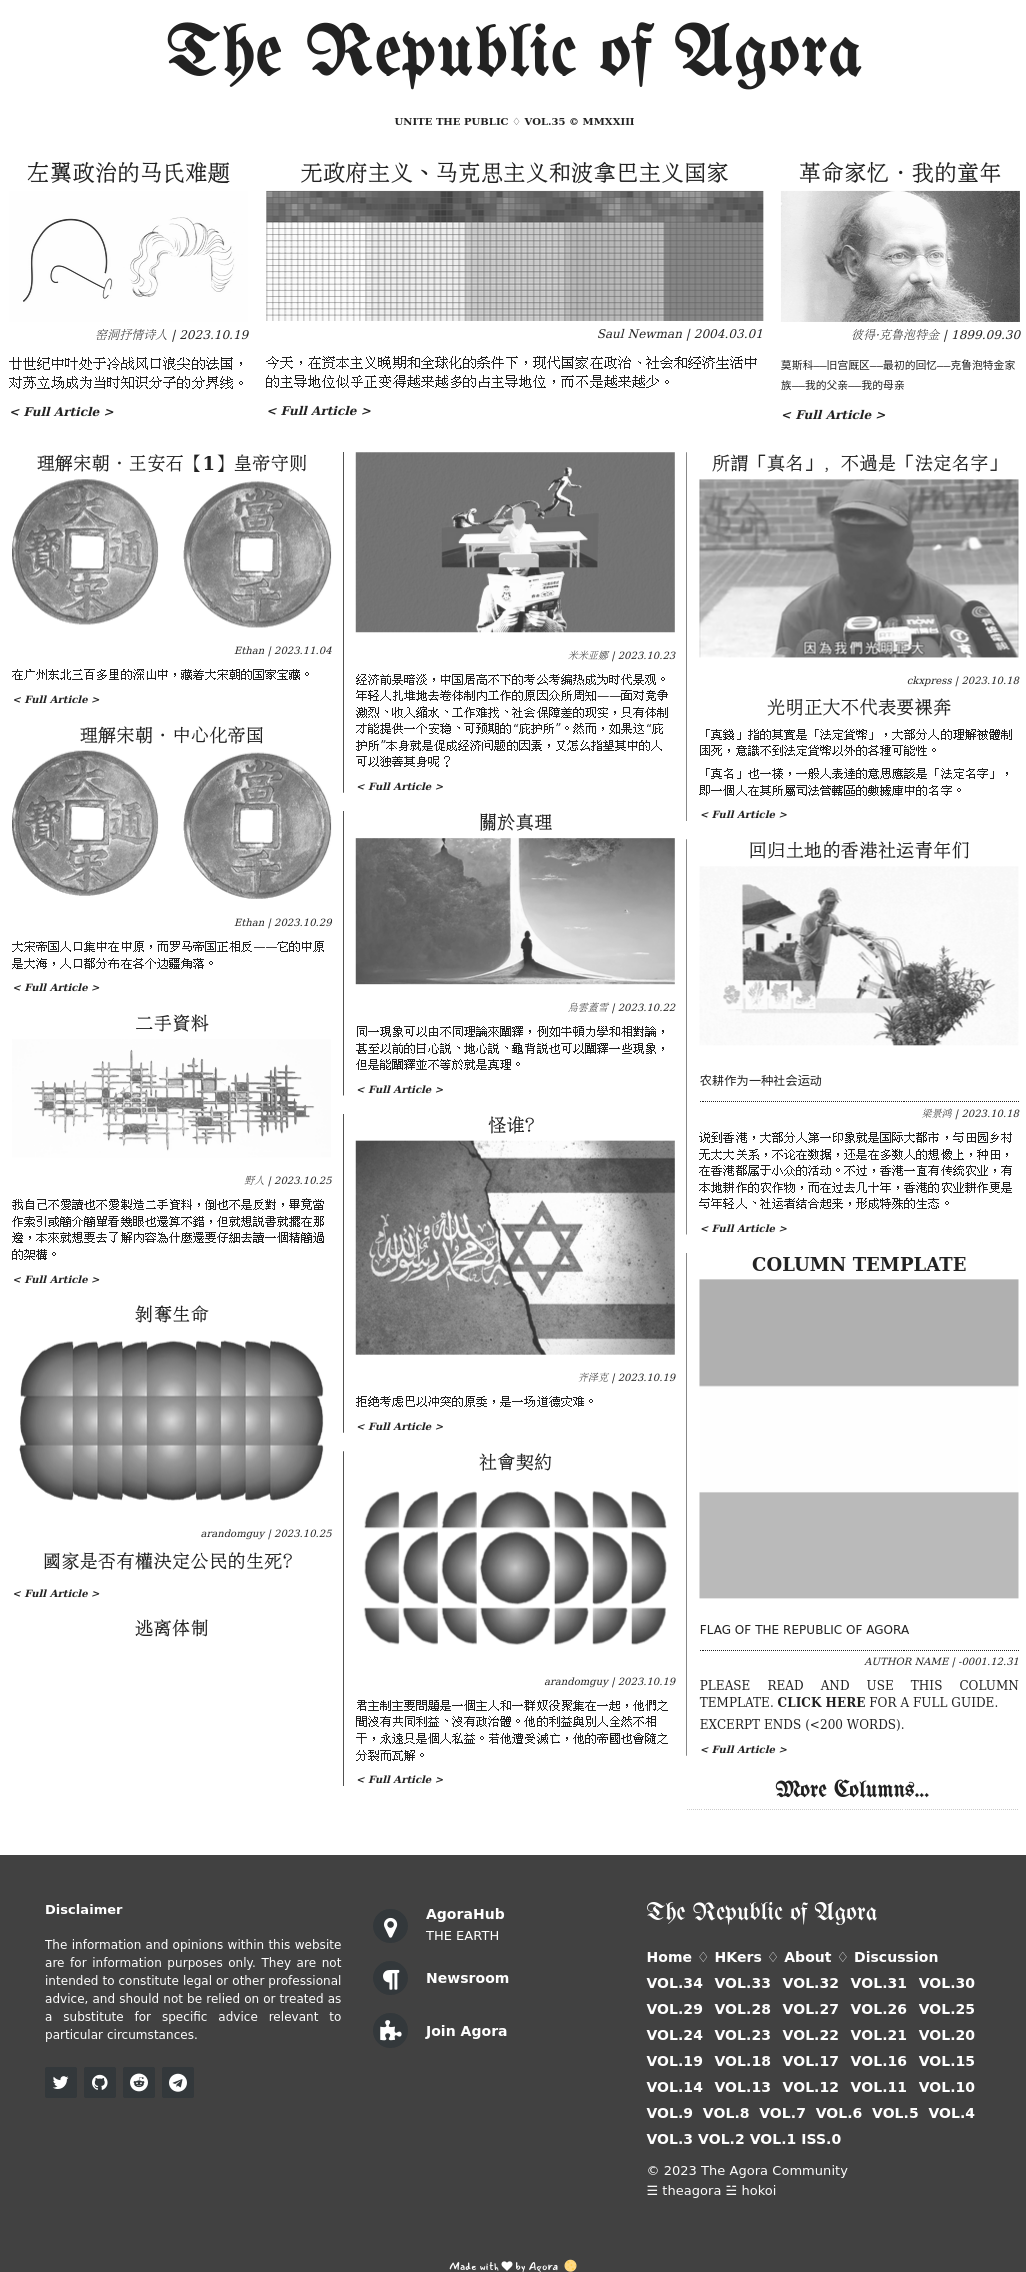 The Republic of Agora
UNITE THE PUBLIC ♢ VOL.35 © MMXXIII
左翼政治的马氏难题
窑洞抒情诗人 | 2023.10.19
廿世纪中叶处于冷战风口浪尖的法国，
对苏立场成为当时知识分子的分界线。
< Full Article >
无政府主义、马克思主义和波拿巴主义国家
Saul Newman | 2004.03.01
今天，在资本主义晚期和全球化的条件下，现代国家在政治、社会和经济生活中
的主导地位似乎正变得越来越多的占主导地位，而不是越来越少。
< Full Article >
革命家忆·我的童年
彼得·克鲁泡特金 | 1899.09.30
莫斯科——旧宫厩区——最初的回忆——克鲁泡特金家
族——我的父亲——我的母亲
< Full Article >
理解宋朝·王安石【1】皇帝守则
大
通
宋
寶
當
千
Ethan | 2023.11.04
在广州东北三百多里的深山中，藏着大宋朝的国家宝藏。
< Full Article >
理解宋朝·中心化帝国
大
通
宋
寶
當
千
Ethan | 2023.10.29
大宋帝国人口集中在中原，而罗马帝国正相反——它的中原
是大海，人口都分布在各个边疆角落。
< Full Article >
二手資料
野人 | 2023.10.25
我自己不愛讀也不愛製造二手資料，倒也不是反對，畢竟當
作索引或簡介簡單看幾眼也還算不錯，但就想説書就擺在那
邊，本來就想要去了解内容為什麼還要仔細去讀一個精簡過
的架構。
< Full Article >
剝奪生命
arandomguy | 2023.10.25
國家是否有權決定公民的生死？
< Full Article >
逃离体制
米米亚娜 | 2023.10.23
经济前景暗淡，中国居高不下的考公考编热成为时代景观。
年轻人扎堆地去卷体制内工作的原因众所周知——面对竞争
激烈、收入缩水、工作难找、社会保障差的现实，只有体制
才能提供一个安稳、可预期的“庇护所”。然而，如果这“庇
护所”本身就是促成经济问题的因素，又怎么指望其中的人
可以独善其身呢？
< Full Article >
關於真理
烏雲蓋雪 | 2023.10.22
同一現象可以由不同理論來闡釋，例如牛頓力學和相對論，
甚至以前的日心説、地心説、龜背説也可以闡釋一些現象，
但是能闡釋並不等於就是真理。
< Full Article >
怪谁？
齐泽克 | 2023.10.19
拒绝考虑巴以冲突的原委，是一场道德灾难。
< Full Article >
社會契約
arandomguy | 2023.10.19
君主制主要問題是一個主人和一群奴役聚集在一起，他們之
間沒有共同利益、沒有政治體。他的利益與別人全然不相
干，永遠只是個人私益。若他遭受滅亡，他的帝國也會隨之
分裂而瓦解。
< Full Article >
所謂「真名」，不過是「法定名字」
now
因為我們光明正大
ckxpress | 2023.10.18
光明正大不代表要裸奔
「真錢」指的其實是「法定貨幣」，大部分人的理解被體制
困死，意識不到法定貨幣以外的各種可能性。
「真名」也一樣，一般人表達的意思應該是「法定名字」，
即一個人在其所屬司法管轄區的數據庫中的名字。
< Full Article >
回归土地的香港社运青年们
农耕作为一种社会运动
梁景鸿 | 2023.10.18
说到香港，大部分人第一印象就是国际大都市，与田园乡村
无太大关系，不论在数据，还是在多数人的想像上，种田，
在香港都属于小众的活动。不过，香港一直有传统农业，有
本地耕作的农作物，而在过去几十年，香港的农业耕作更是
与年轻人、社运者结合起来，形成特殊的生态。
< Full Article >
COLUMN TEMPLATE
FLAG OF THE REPUBLIC OF AGORA
AUTHOR NAME | -0001.12.31
PLEASE READ AND USE THIS COLUMN
TEMPLATE. CLICK HERE FOR A FULL GUIDE.
EXCERPT ENDS (<200 WORDS).
< Full Article >
More Columns...
Disclaimer
The information and opinions within this website
are for information purposes only. They are not
intended to constitute legal or other professional
advice, and should not be relied on or treated as
a substitute for specific advice relevant to
particular circumstances.
AgoraHub
THE EARTH
Newsroom
Join Agora
The Republic of Agora
Home ♢ HKers ♢ About ♢ Discussion
VOL.34 VOL.33 VOL.32 VOL.31 VOL.30
VOL.29 VOL.28 VOL.27 VOL.26 VOL.25
VOL.24 VOL.23 VOL.22 VOL.21 VOL.20
VOL.19 VOL.18 VOL.17 VOL.16 VOL.15
VOL.14 VOL.13 VOL.12 VOL.11 VOL.10
VOL.9 VOL.8 VOL.7 VOL.6 VOL.5 VOL.4
VOL.3 VOL.2 VOL.1 ISS.0
© 2023 The Agora Community
☰ theagora ☱ hokoi
Made with ♥ by Agora